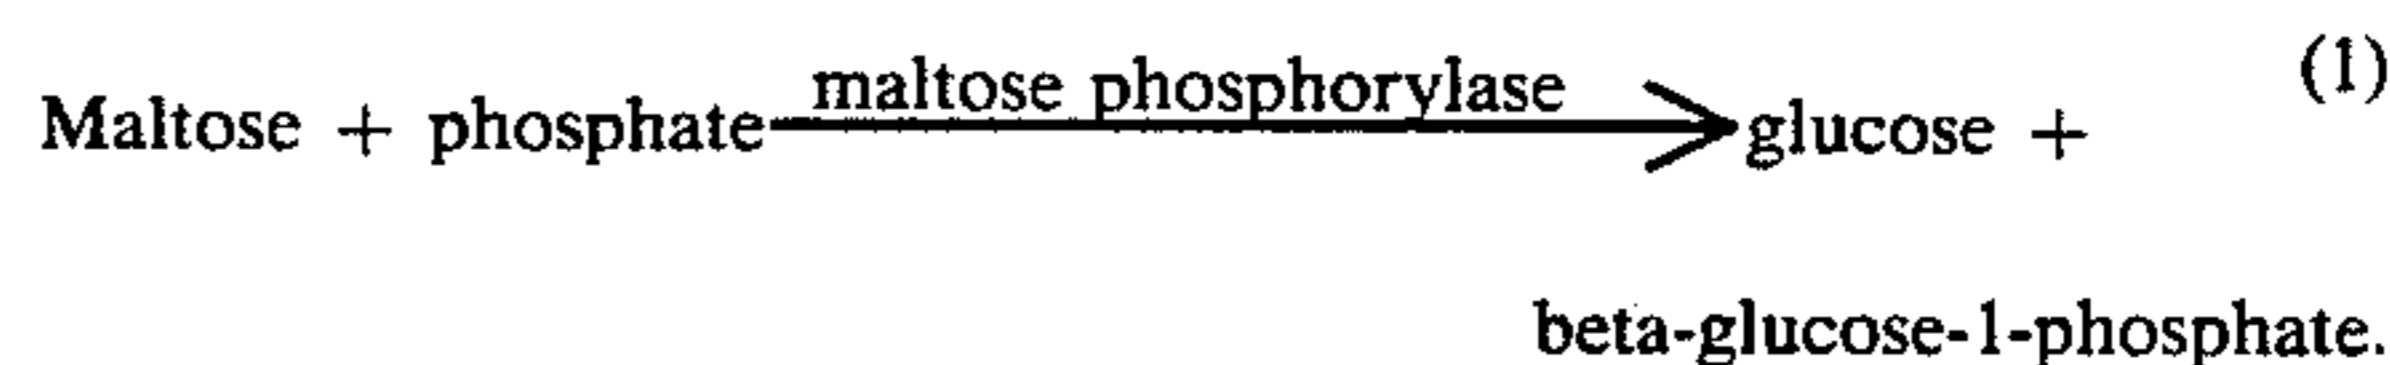 Maltose + phosphate maltose phosphorylase glucose + (1)
beta-glucose-1-phosphate.